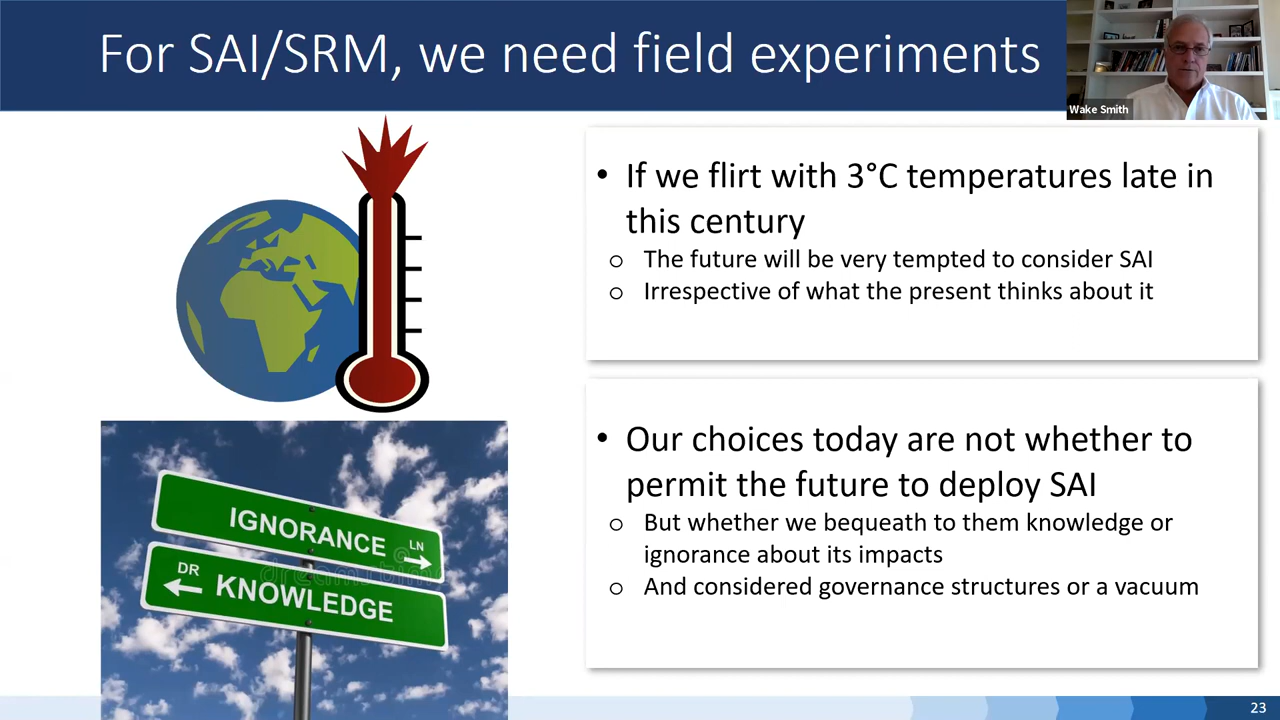 For SAI/SRM, we need field experiments
Wake Smith
• If we flirt with 3°C temperatures late in
this century
o The future will be very tempted to consider SAI
o Irrespective of what the present thinks about it
• Our choices today are not whether to
permit the future to deploy SAI
o But whether we bequeath to them knowledge or
ignorance about its impacts
o And considered governance structures or a vacuum
IGNORANCE LN
DR KNOWLEDGE
dreamstime
23